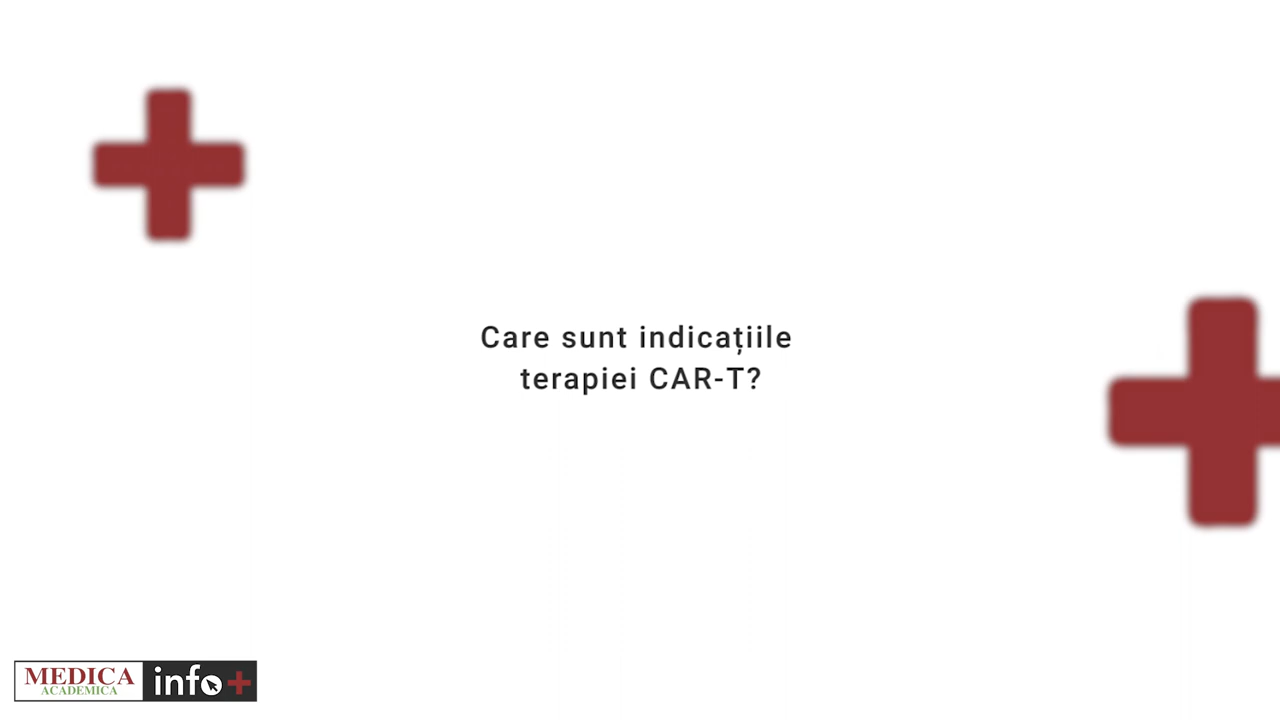 Care sunt indicațiile
terapiei CAR-T?
MEDICA
ACADEMICA
info